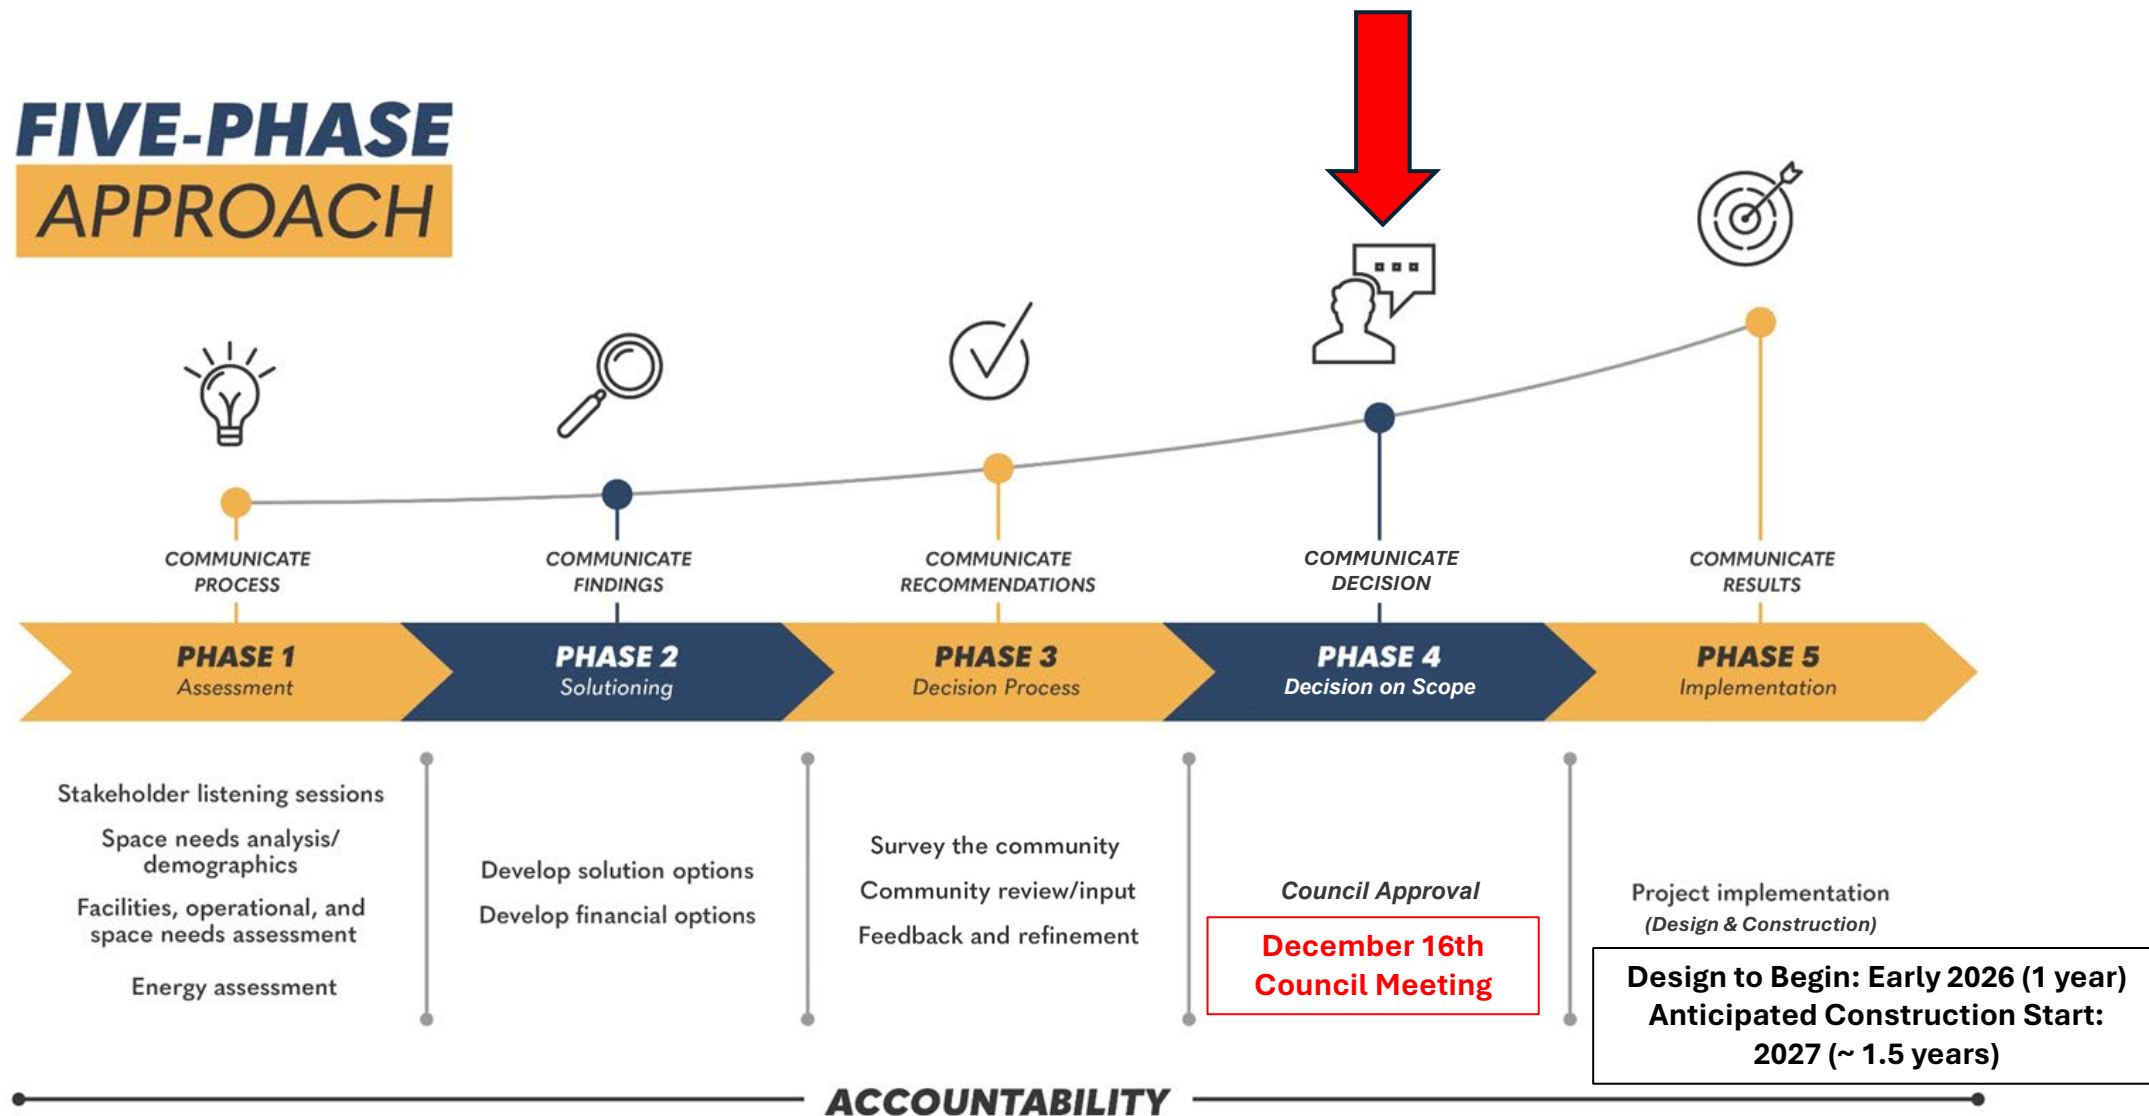 FIVE-PHASE
APPROACH
COMMUNICATE
PROCESS
COMMUNICATE
FINDINGS
COMMUNICATE
RECOMMENDATIONS
COMMUNICATE
DECISION
COMMUNICATE
RESULTS
PHASE 1
Assessment
PHASE 2
Solutioning
PHASE 3
Decision Process
PHASE 4
Decision on Scope
PHASE 5
Implementation
Stakeholder listening sessions
Space needs analysis/
demographics
Facilities, operational, and
space needs assessment
Energy assessment
Develop solution options
Develop financial options
Survey the community
Community review/input
Feedback and refinement
Council Approval
December 16th
Council Meeting
Project implementation
(Design & Construction)
Design to Begin: Early 2026 (1 year)
Anticipated Construction Start:
2027 (~ 1.5 years)
ACCOUNTABILITY